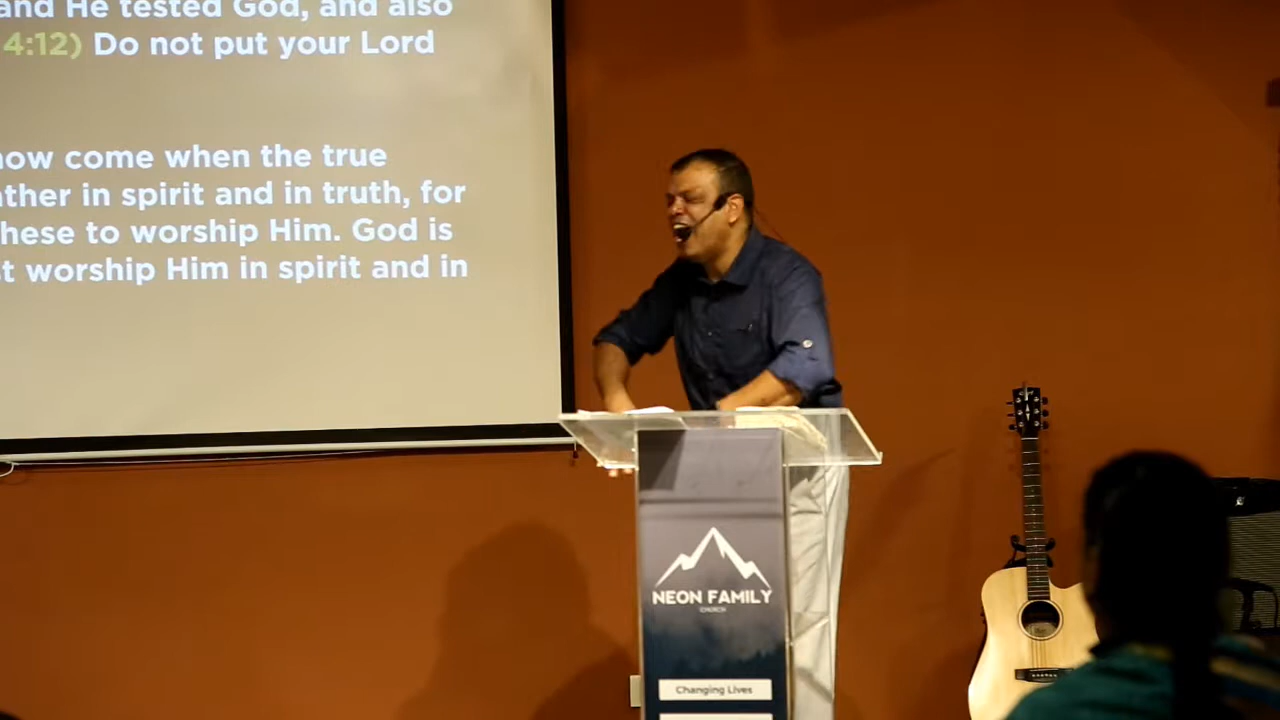 and He tested God, and also
4:12) Do not put your Lord
now come when the true
ther in spirit and in truth, for
hese to worship Him. God is
t worship Him in spirit and in
NEON FAMILY
CHURCH
Changing Lives